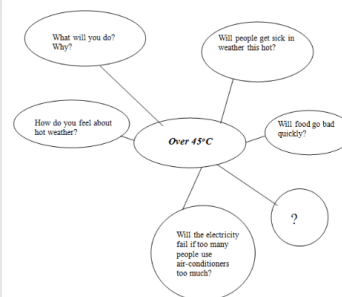 What will you do?
Why?
Will people get sick in
weather this hot?
How do you feel about
hot weather?
Over 45°C
Will food go bad
quickly?
?
Will the electricity
fail if too many
people use
air-conditioners
too much?